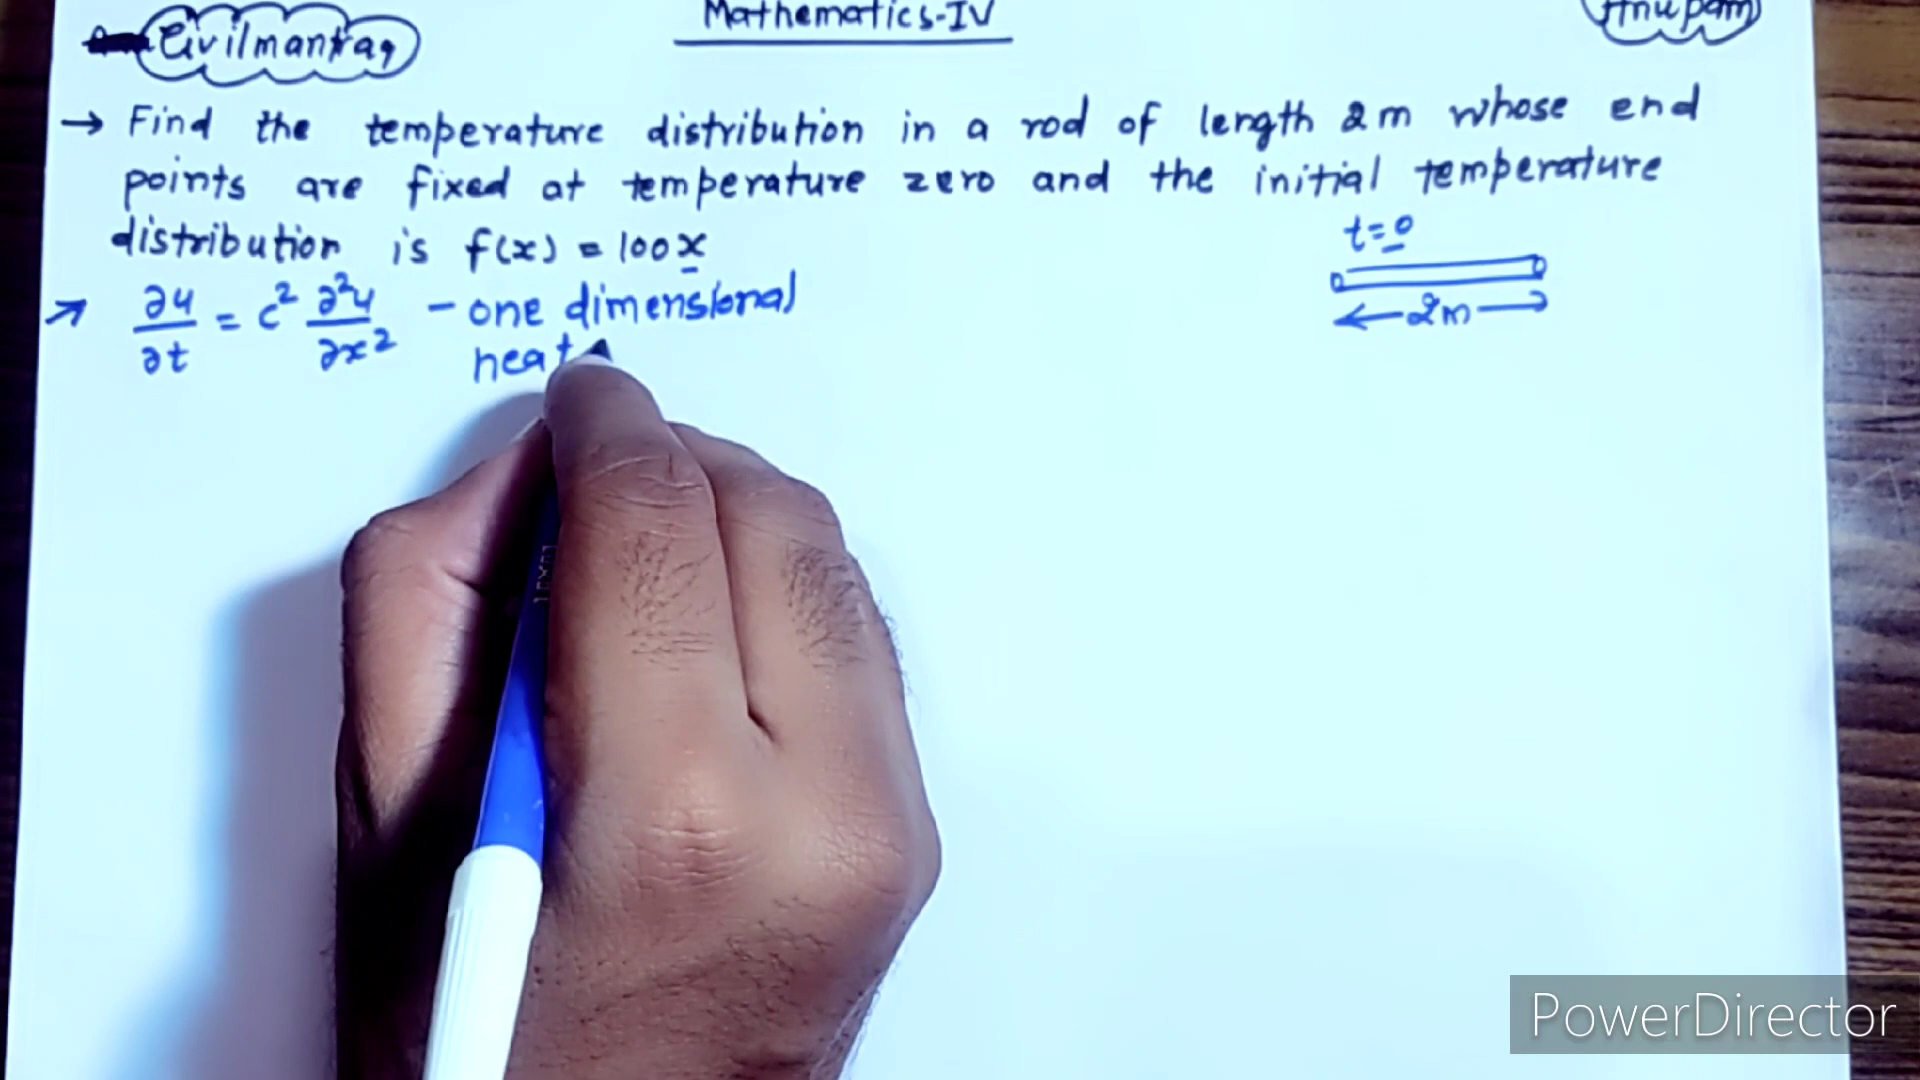 Mathematics-IV
Civilmantrag
Anupam
→ Find the temperature distribution in a rod of length 2m whose end
points are fixed at temperature zero and the initial temperature
distribution is f(x) = 100x
t=0
2m
∂u/∂t = c² ∂²u/∂x² - one dimensional
heat
PowerDirector